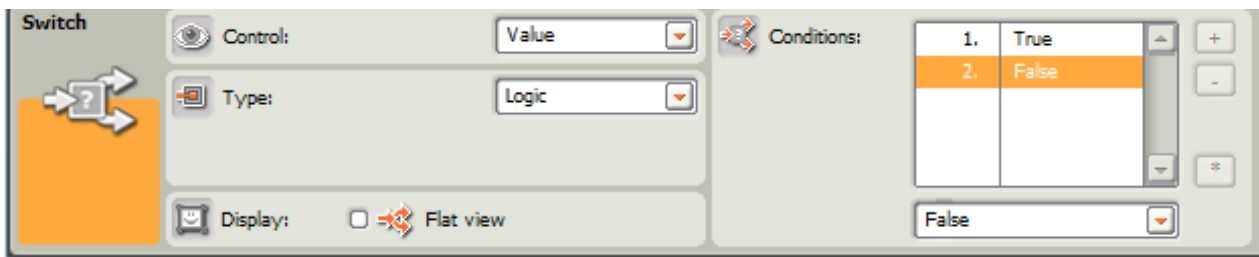 Switch
Control:
Value
Type:
Logic
Display:
Flat view
Conditions:
1. True
2. False
+
-
*
False
?